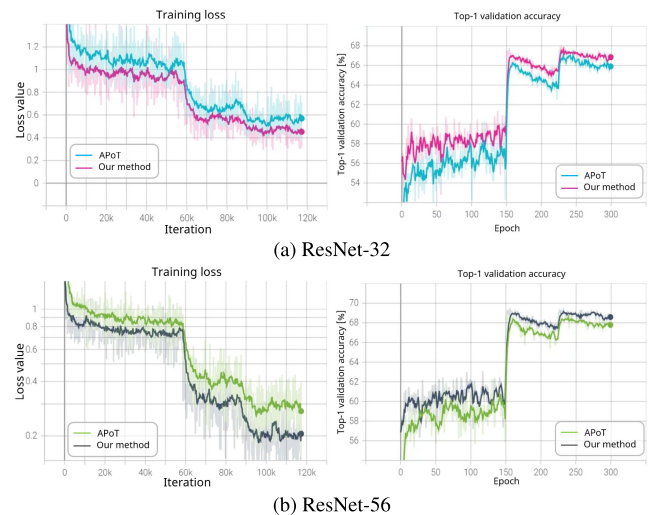 Training loss
1.2
1
0.8
0.6
0.4
0.2
0
Loss value
APoT
Our method
0 20k 40k 60k 80k 100k 120k
Iteration
Top-1 validation accuracy
68
66
64
62
60
58
56
54
Top-1 validation accuracy [%]
APoT
Our method
0 50 100 150 200 250 300
Epoch
(a) ResNet-32
Training loss
1
0.8
0.6
0.4
0.2
Loss value
APoT
Our method
0 20k 40k 60k 80k 100k 120k
Iteration
Top-1 validation accuracy
70
68
66
64
62
60
58
56
Top-1 validation accuracy [%]
APoT
Our method
0 50 100 150 200 250 300
Epoch
(b) ResNet-56